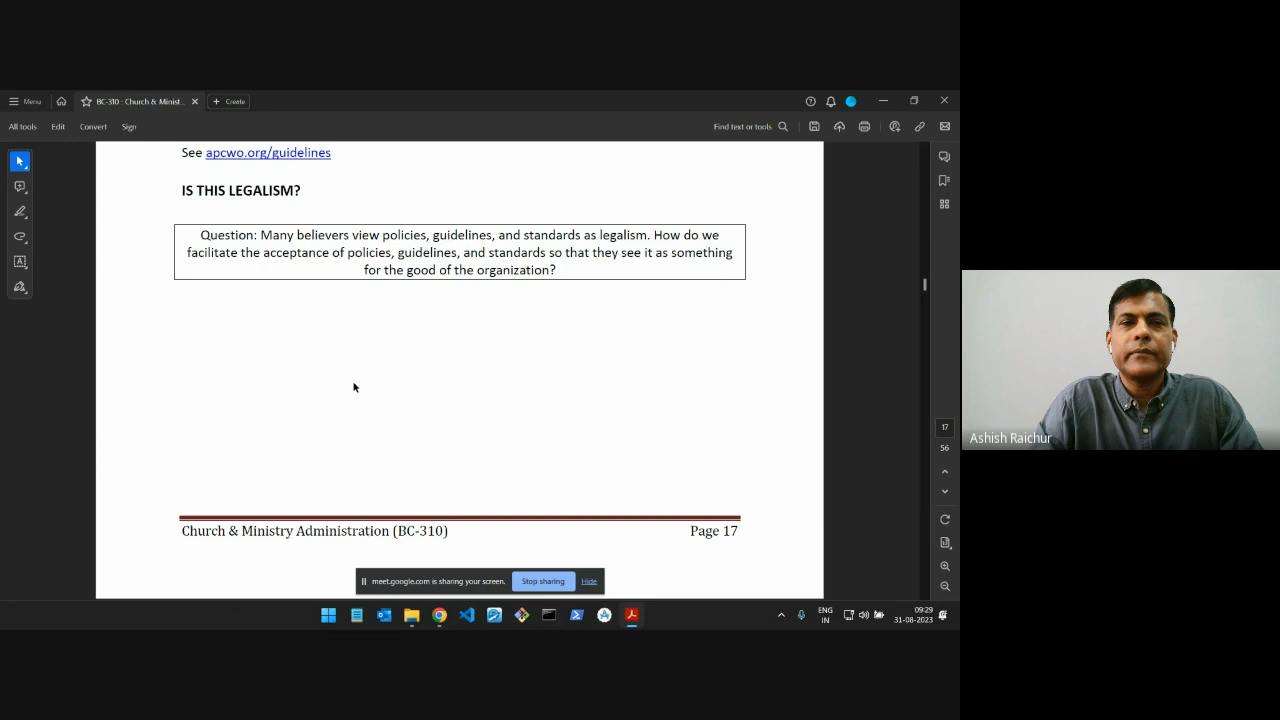 Menu
BC-310 : Church & Minist...
Create
All tools
Edit
Convert
Sign
Find text or tools
See apcwo.org/guidelines
IS THIS LEGALISM?
Question: Many believers view policies, guidelines, and standards as legalism. How do we
facilitate the acceptance of policies, guidelines, and standards so that they see it as something
for the good of the organization?
17
56
Church & Ministry Administration (BC-310) Page 17
meet.google.com is sharing your screen.
Stop sharing
Hide
ENG
IN
09:29
31-08-2023
Ashish Raichur